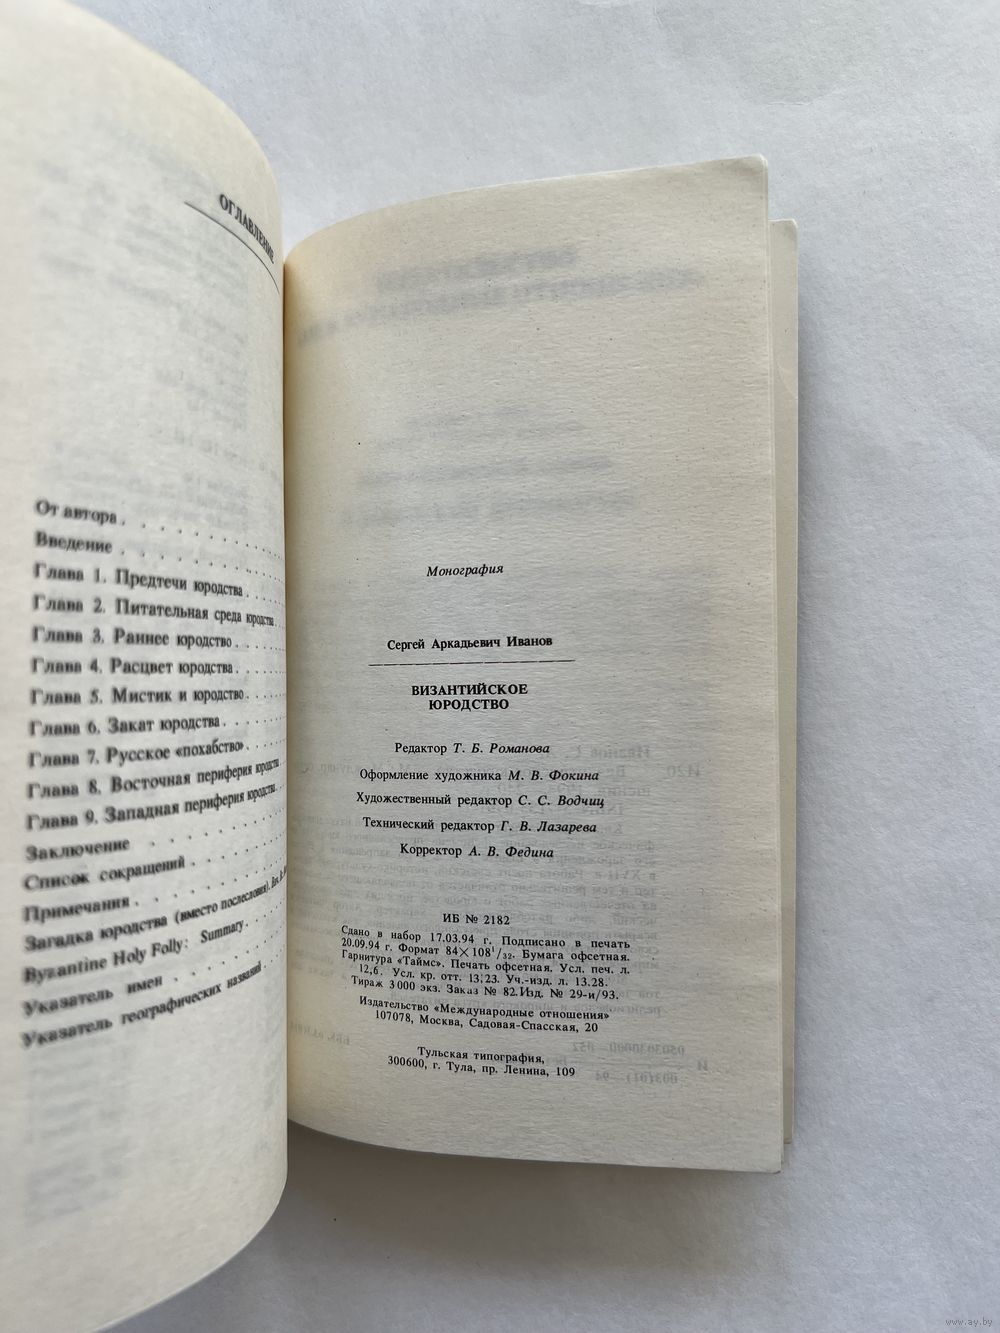 ОГЛАВЛЕНИЕ
От автора
Введение
Глава 1. Предтечи юродства
Глава 2. Питательная среда юродства
Глава 3. Раннее юродство
Глава 4. Расцвет юродства
Глава 5. Мистик и юродство
Глава 6. Закат юродства
Глава 7. Русское «похабство»
Глава 8. Восточная периферия юродства
Глава 9. Западная периферия юродства
Заключение
Список сокращений
Примечания
Загадка юродства (вместо послесловия).
Byzantine Holy Folly: Summary
Указатель имен
Указатель географических названий
Монография
Сергей Аркадьевич Иванов
ВИЗАНТИЙСКОЕ
ЮРОДСТВО
Редактор Т. Б. Романова
Оформление художника М. В. Фокина
Художественный редактор С. С. Водчиц
Технический редактор Г. В. Лазарева
Корректор А. В. Федина
ИБ № 2182
Сдано в набор 17.03.94 г. Подписано в печать
20.09.94 г. Формат 84×108¹/₃₂. Бумага офсетная.
Гарнитура «Таймс». Печать офсетная. Усл. печ. л.
12,6. Усл. кр. отт. 13,23. Уч.-изд. л. 13.28.
Тираж 3 000 экз. Заказ № 82. Изд. № 29-и/93.
Издательство «Международные отношения»
107078, Москва, Садовая-Спасская, 20
Тульская типография,
300600, г. Тула, пр. Ленина, 109
www.ay.by